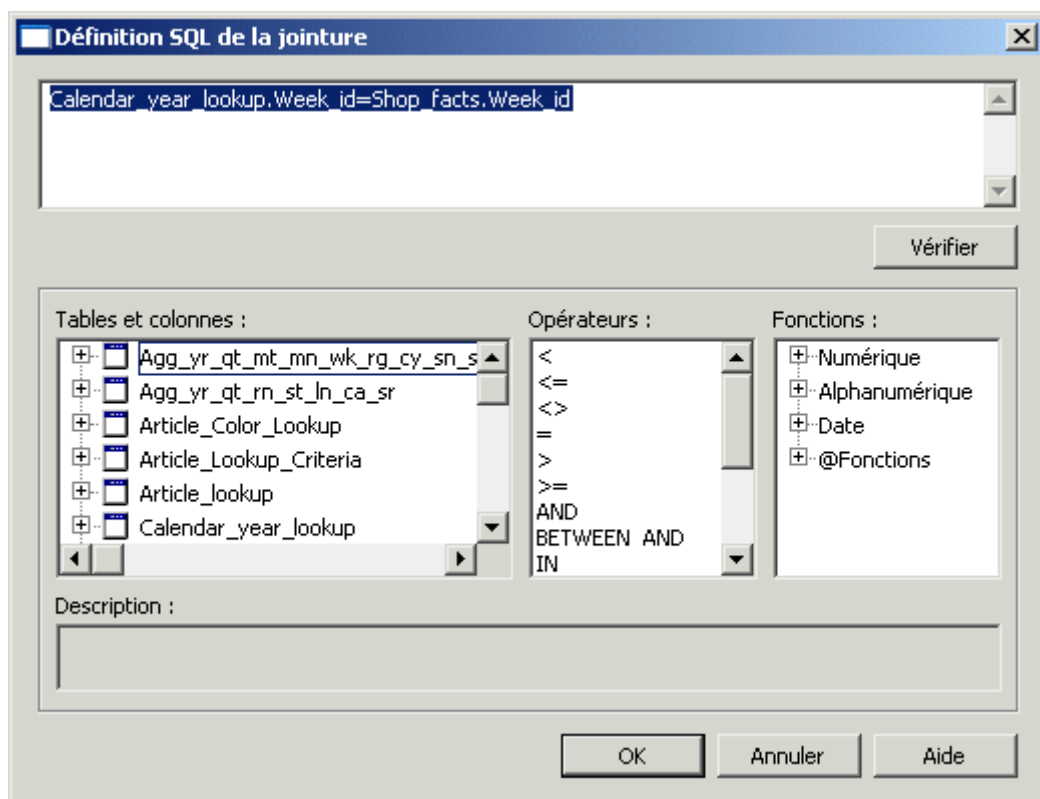 Définition SQL de la jointure
Calendar_year_lookup.Week_id=Shop_facts.Week_id
Vérifier
Tables et colonnes :
Agg_yr_qt_mt_mn_wk_rg_cy_sn_s
Agg_yr_qt_rn_st_ln_ca_sr
Article_Color_Lookup
Article_Lookup_Criteria
Article_lookup
Calendar_year_lookup
Opérateurs :
<
<=
<>
=
>
>=
AND
BETWEEN AND
IN
Fonctions :
Numérique
Alphanumérique
Date
@Fonctions
Description :
OK
Annuler
Aide